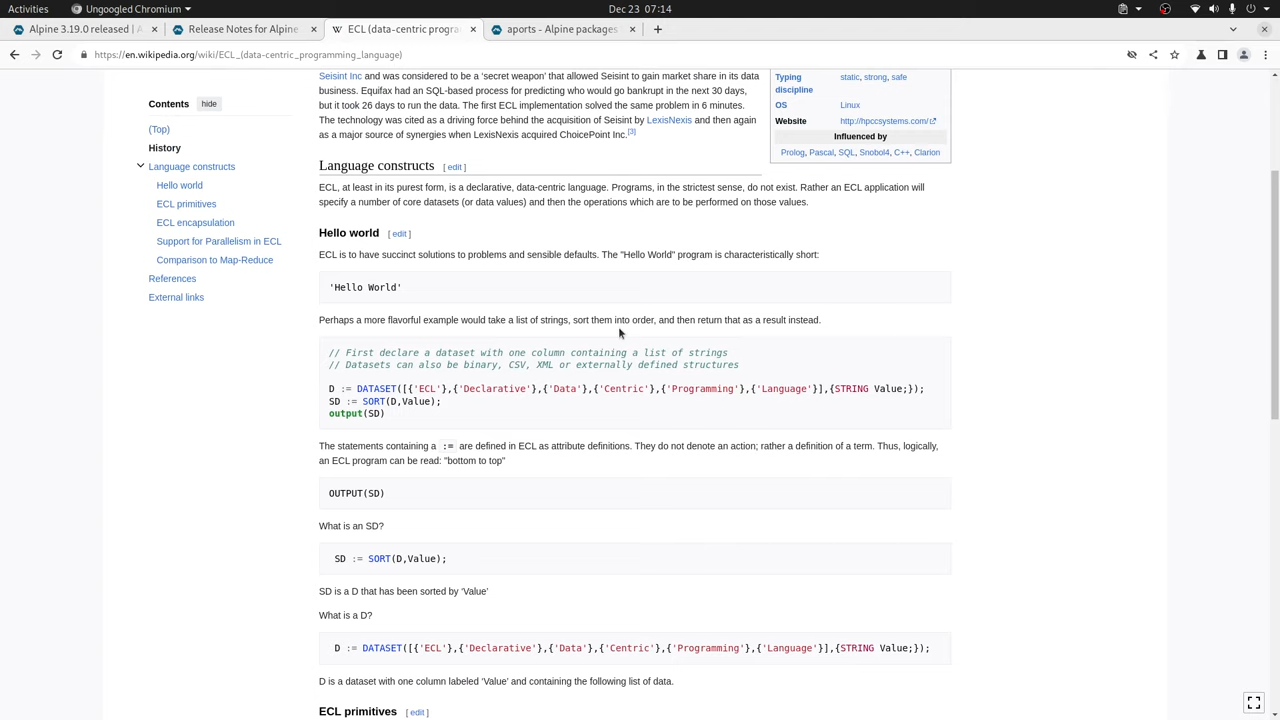 Activities
Ungoogled Chromium
Dec 23 07:14
Alpine 3.19.0 released | A
Release Notes for Alpine
ECL (data-centric progra
aports - Alpine packages
https://en.wikipedia.org/wiki/ECL_(data-centric_programming_language)
Contents hide
(Top)
History
Language constructs
Hello world
ECL primitives
ECL encapsulation
Support for Parallelism in ECL
Comparison to Map-Reduce
References
External links
Seisint Inc and was considered to be a ‘secret weapon’ that allowed Seisint to gain market share in its data
business. Equifax had an SQL-based process for predicting who would go bankrupt in the next 30 days,
but it took 26 days to run the data. The first ECL implementation solved the same problem in 6 minutes.
The technology was cited as a driving force behind the acquisition of Seisint by LexisNexis and then again
as a major source of synergies when LexisNexis acquired ChoicePoint Inc.[3]
Typing discipline static, strong, safe
OS Linux
Website http://hpccsystems.com/
Influenced by
Prolog, Pascal, SQL, Snobol4, C++, Clarion
Language constructs [ edit ]
ECL, at least in its purest form, is a declarative, data-centric language. Programs, in the strictest sense, do not exist. Rather an ECL application will
specify a number of core datasets (or data values) and then the operations which are to be performed on those values.
Hello world [ edit ]
ECL is to have succinct solutions to problems and sensible defaults. The "Hello World" program is characteristically short:
'Hello World'
Perhaps a more flavorful example would take a list of strings, sort them into order, and then return that as a result instead.
// First declare a dataset with one column containing a list of strings
// Datasets can also be binary, CSV, XML or externally defined structures
D := DATASET([{'ECL'},{'Declarative'},{'Data'},{'Centric'},{'Programming'},{'Language'}],{STRING Value;});
SD := SORT(D,Value);
output(SD)
The statements containing a := are defined in ECL as attribute definitions. They do not denote an action; rather a definition of a term. Thus, logically,
an ECL program can be read: "bottom to top"
OUTPUT(SD)
What is an SD?
SD := SORT(D,Value);
SD is a D that has been sorted by ‘Value’
What is a D?
D := DATASET([{'ECL'},{'Declarative'},{'Data'},{'Centric'},{'Programming'},{'Language'}],{STRING Value;});
D is a dataset with one column labeled ‘Value’ and containing the following list of data.
ECL primitives [ edit ]